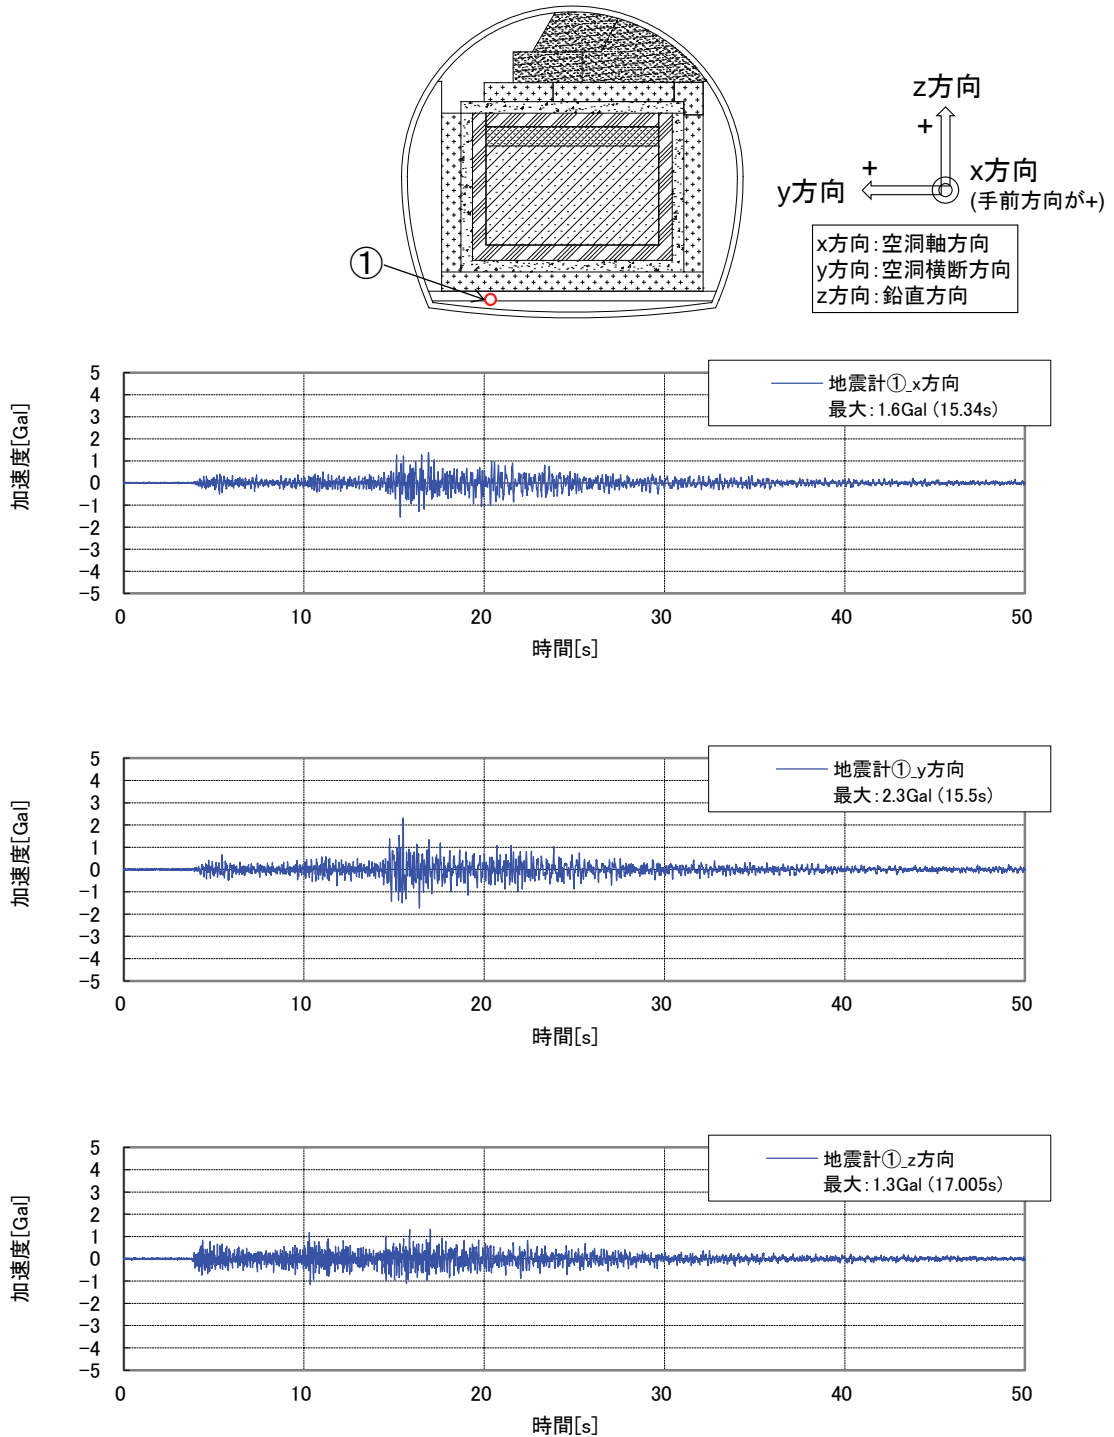 z方向
+
+
x方向
y方向
(手前方向が+)
x方向：空洞軸方向
y方向：空洞横断方向
z方向：鉛直方向
①
地震計①_x方向
最大：1.6Gal (15.34s)
加速度[Gal]
5
4
3
2
1
0
−1
−2
−3
−4
−5
0 10 20 30 40 50
時間[s]
地震計①_y方向
最大：2.3Gal (15.5s)
加速度[Gal]
5
4
3
2
1
0
−1
−2
−3
−4
−5
0 10 20 30 40 50
時間[s]
地震計①_z方向
最大：1.3Gal (17.005s)
加速度[Gal]
5
4
3
2
1
0
−1
−2
−3
−4
−5
0 10 20 30 40 50
時間[s]